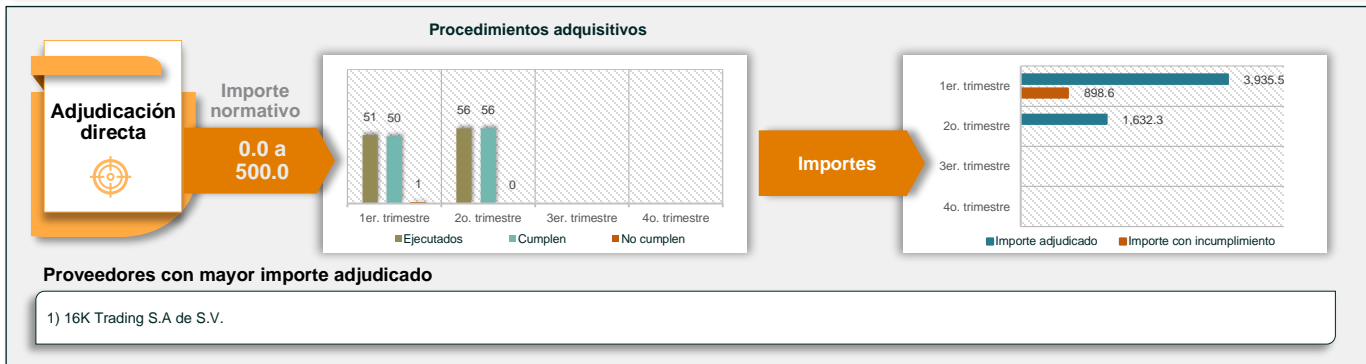 Procedimientos adquisitivos
Adjudicación
directa
Importe
normativo
0.0 a
500.0
51
50
1
56
56
0
1er. trimestre
2o. trimestre
3er. trimestre
4o. trimestre
Ejecutados
Cumplen
No cumplen
Importes
1er. trimestre
3,935.5
898.6
2o. trimestre
1,632.3
3er. trimestre
4o. trimestre
Importe adjudicado
Importe con incumplimiento
Proveedores con mayor importe adjudicado
1) 16K Trading S.A de S.V.